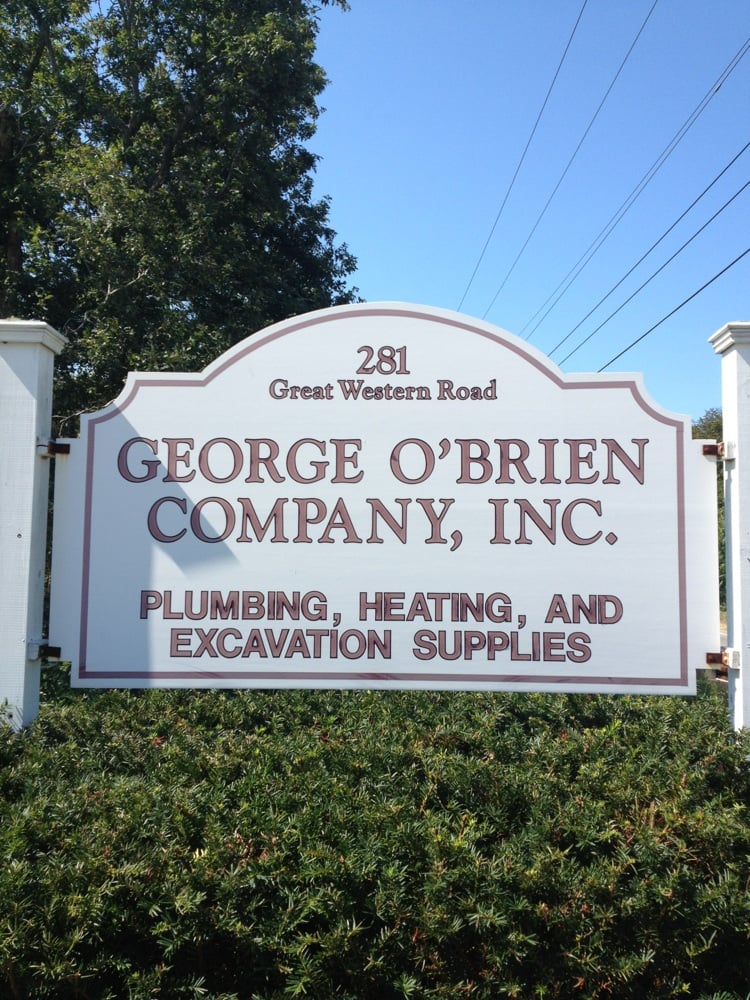 281
Great Western Road
GEORGE O'BRIEN
COMPANY, INC.
PLUMBING, HEATING, AND
EXCAVATION SUPPLIES